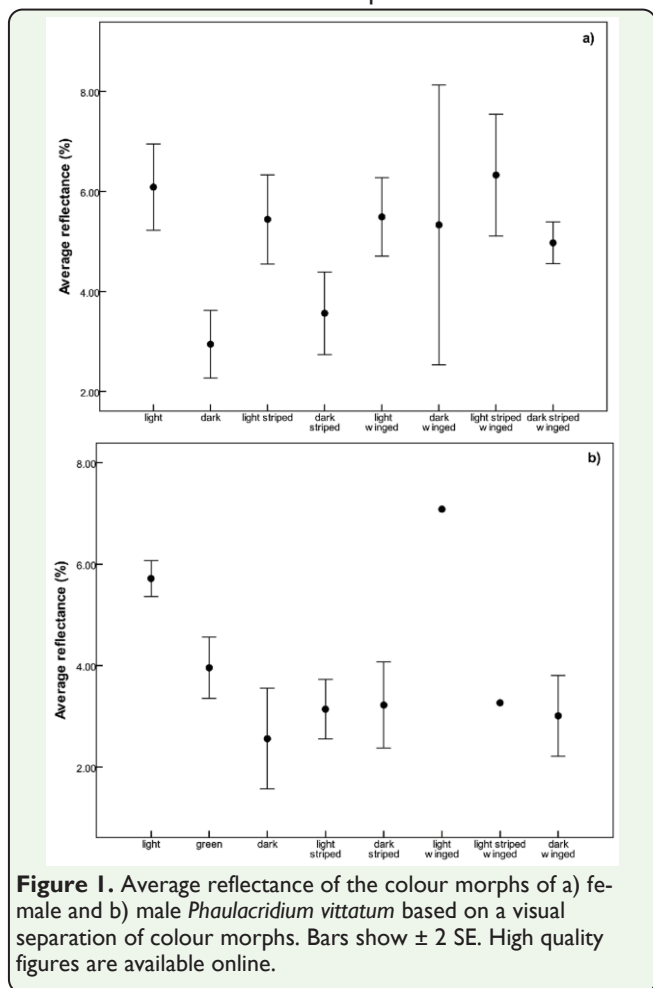 a)
8.00
6.00
4.00
2.00
Average reflectance (%)
light dark light striped dark striped light winged dark winged light striped winged dark striped winged
b)
8.00
6.00
4.00
2.00
Average reflectance (%)
light green dark light striped dark striped light winged light striped winged dark winged
Figure 1. Average reflectance of the colour morphs of a) fe-
male and b) male Phaulacridium vittatum based on a visual
separation of colour morphs. Bars show ± 2 SE. High quality
figures are available online.